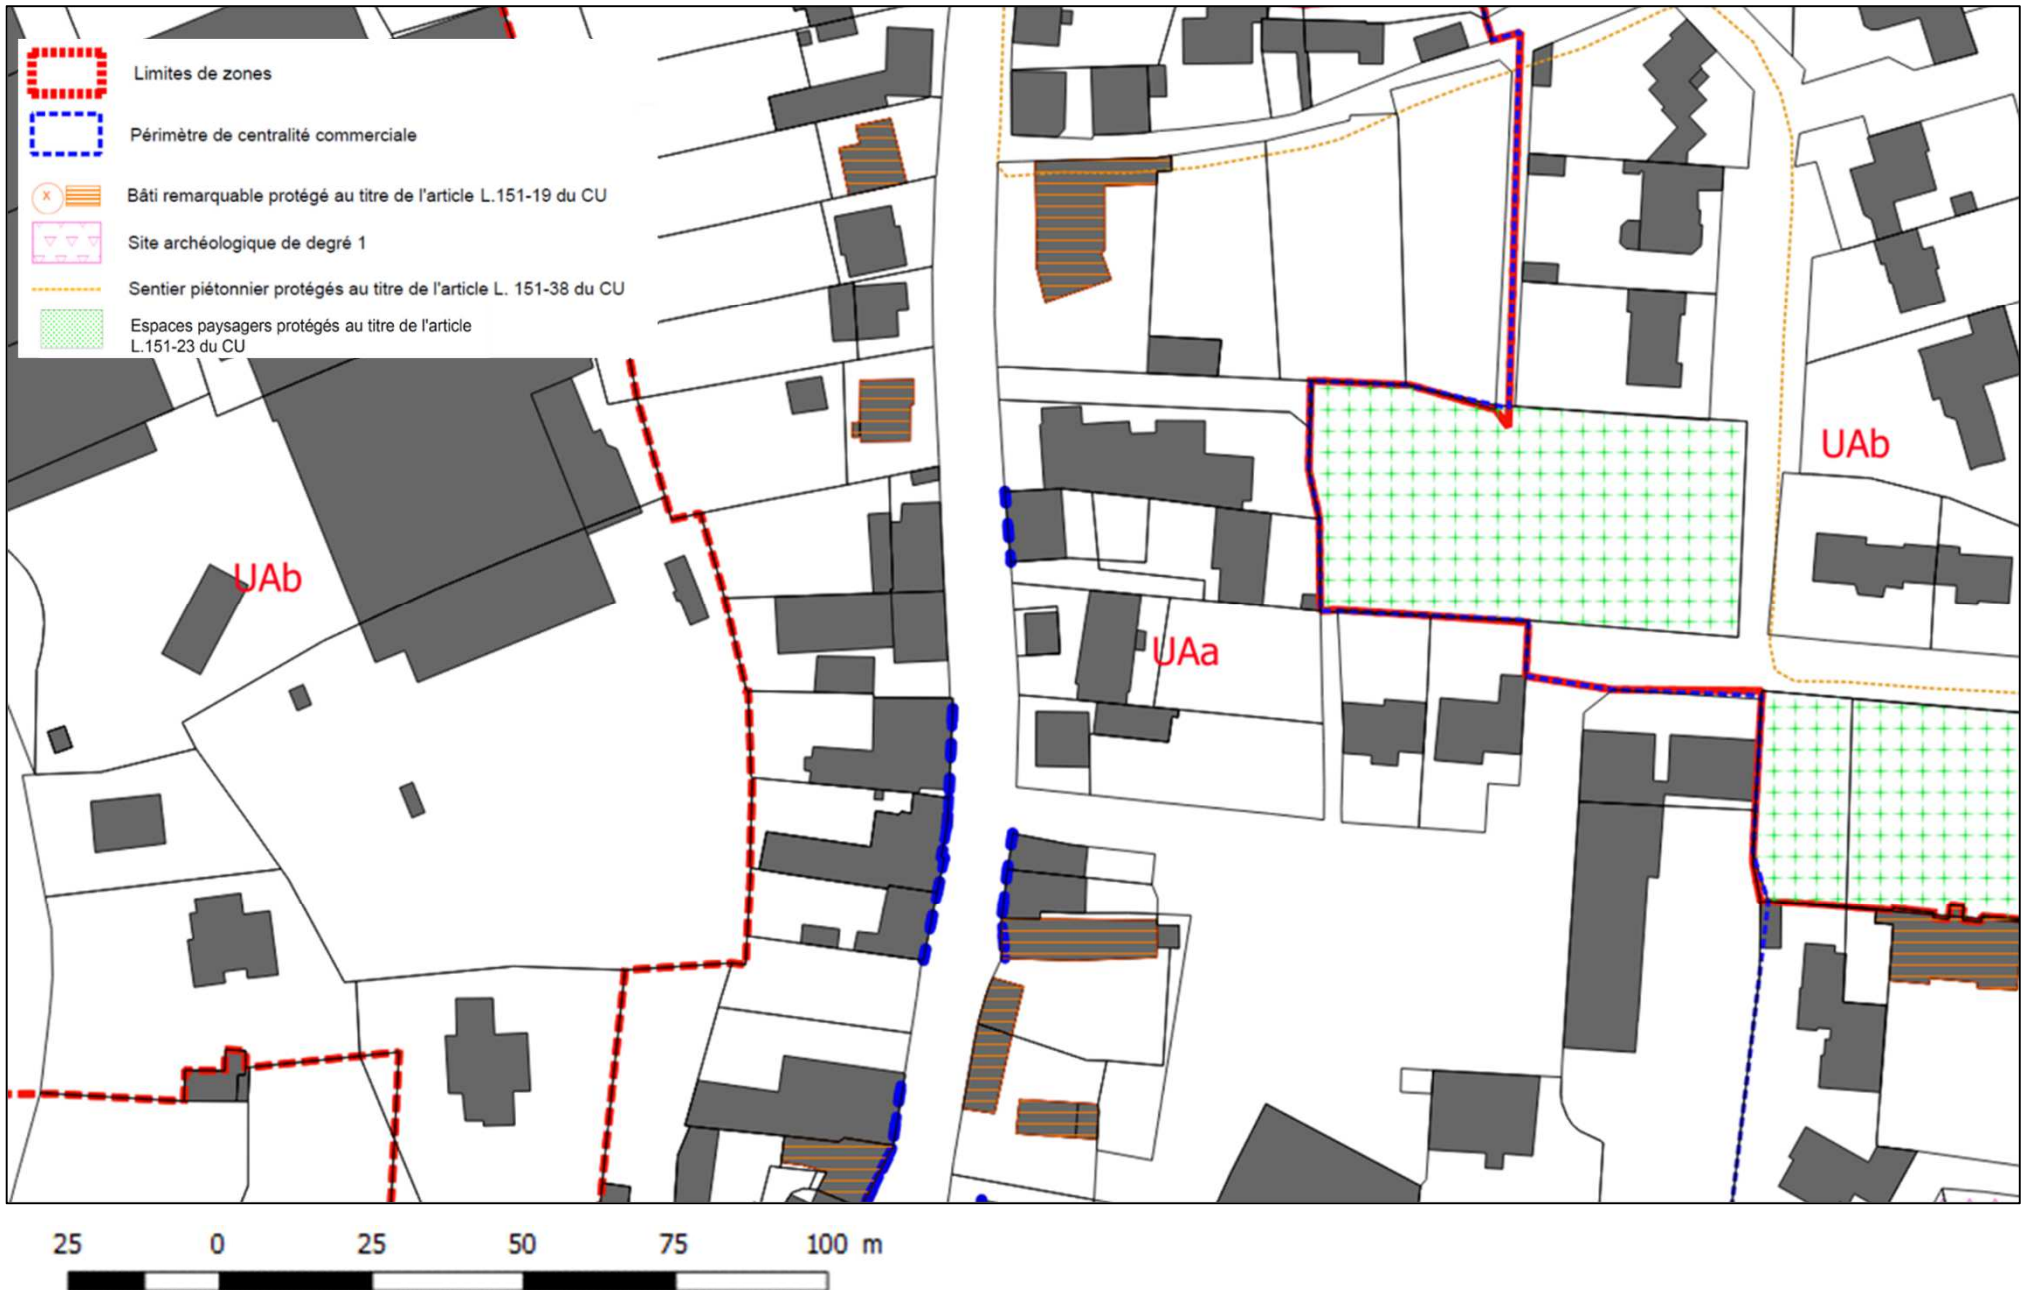 Limites de zones
Périmètre de centralité commerciale
X
Bâti remarquable protégé au titre de l'article L.151-19 du CU
Site archéologique de degré 1
Sentier piétonnier protégés au titre de l'article L. 151-38 du CU
Espaces paysagers protégés au titre de l'article
L.151-23 du CU
UAb
UAb
UAa
25 0 25 50 75 100 m